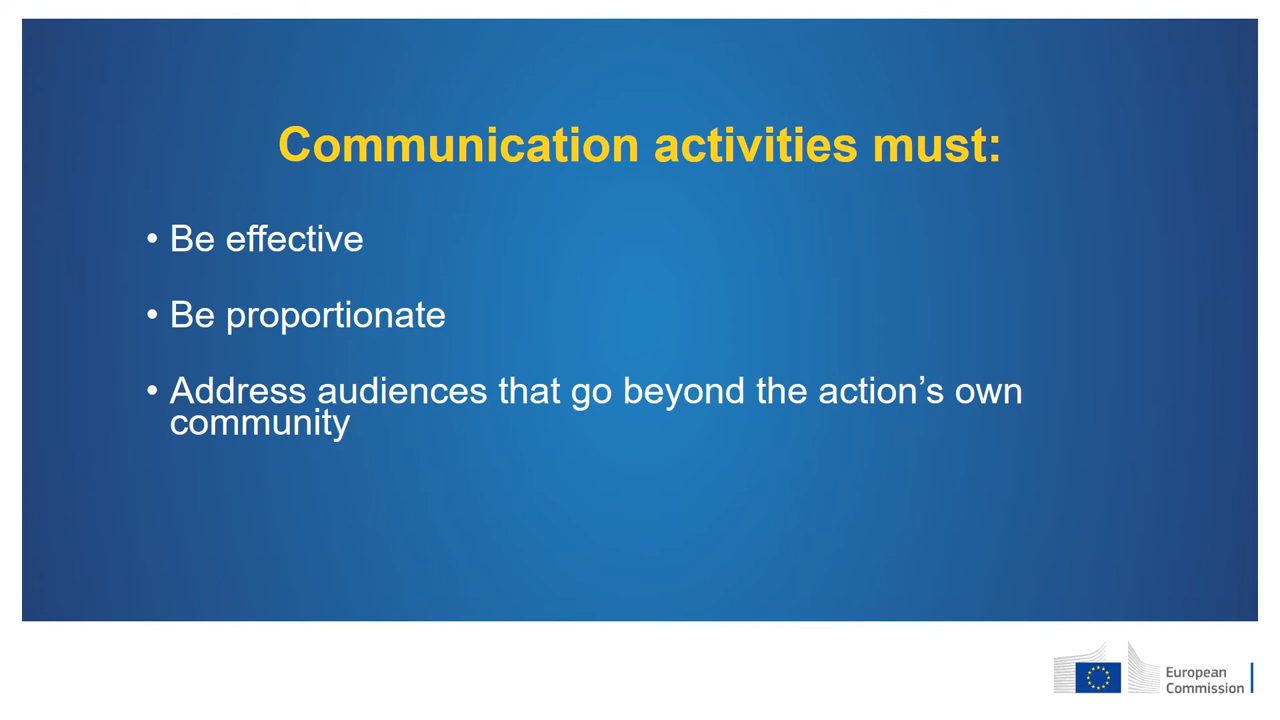 Communication activities must:
• Be effective
• Be proportionate
• Address audiences that go beyond the action’s own
community
European
Commission